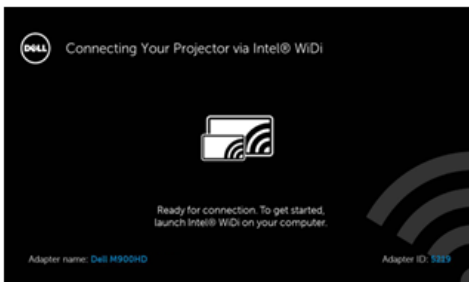 DELL
Connecting Your Projector via Intel® WiDi
Ready for connection. To get started,
launch Intel® WiDi on your computer.
Adapter name: Dell M900HD
Adapter ID: 5219